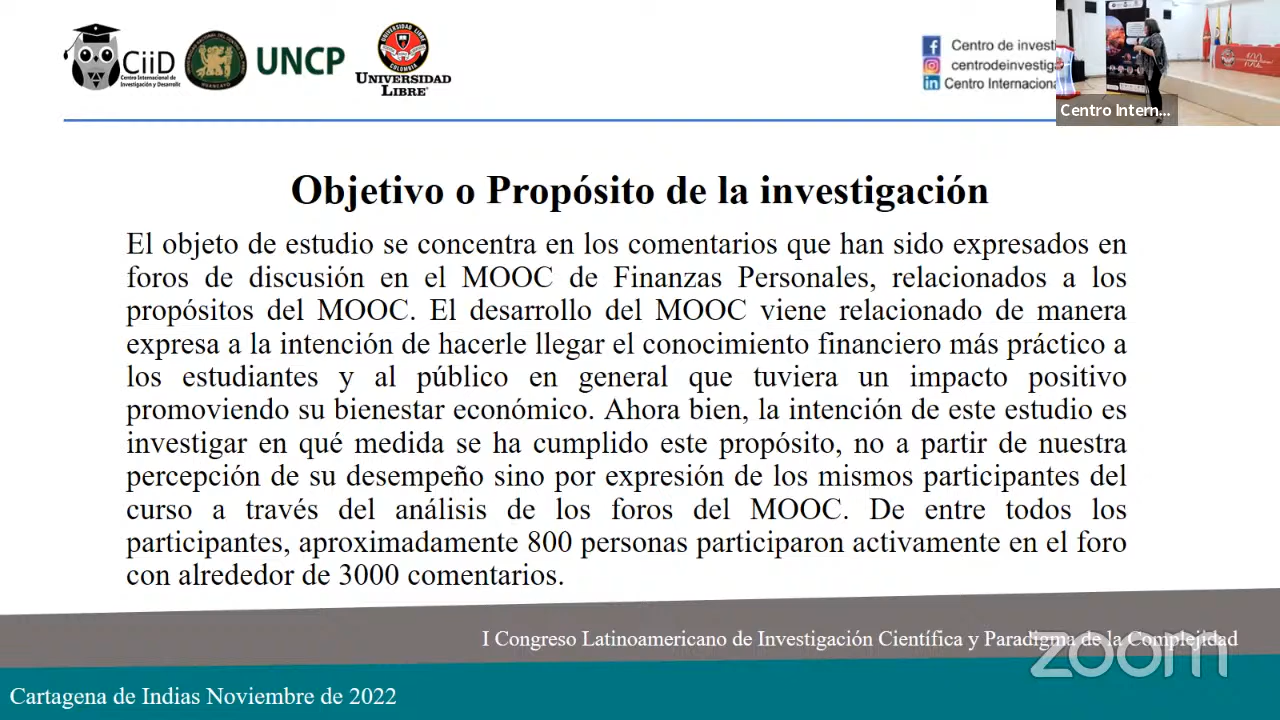 CiiD
Centro Internacional de
Investigación y Desarrollo
UNCP
UNIVERSIDAD LIBRE
COLOMBIA
UNIVERSIDAD
LIBRE
Centro de investi
centrodeinvestiga
Centro Internaciona
Centro Intern...
Objetivo o Propósito de la investigación
El objeto de estudio se concentra en los comentarios que han sido expresados en
foros de discusión en el MOOC de Finanzas Personales, relacionados a los
propósitos del MOOC. El desarrollo del MOOC viene relacionado de manera
expresa a la intención de hacerle llegar el conocimiento financiero más práctico a
los estudiantes y al público en general que tuviera un impacto positivo
promoviendo su bienestar económico. Ahora bien, la intención de este estudio es
investigar en qué medida se ha cumplido este propósito, no a partir de nuestra
percepción de su desempeño sino por expresión de los mismos participantes del
curso a través del análisis de los foros del MOOC. De entre todos los
participantes, aproximadamente 800 personas participaron activamente en el foro
con alrededor de 3000 comentarios.
I Congreso Latinoamericano de Investigación Científica y Paradigma de la Complejidad
zoom
Cartagena de Indias Noviembre de 2022